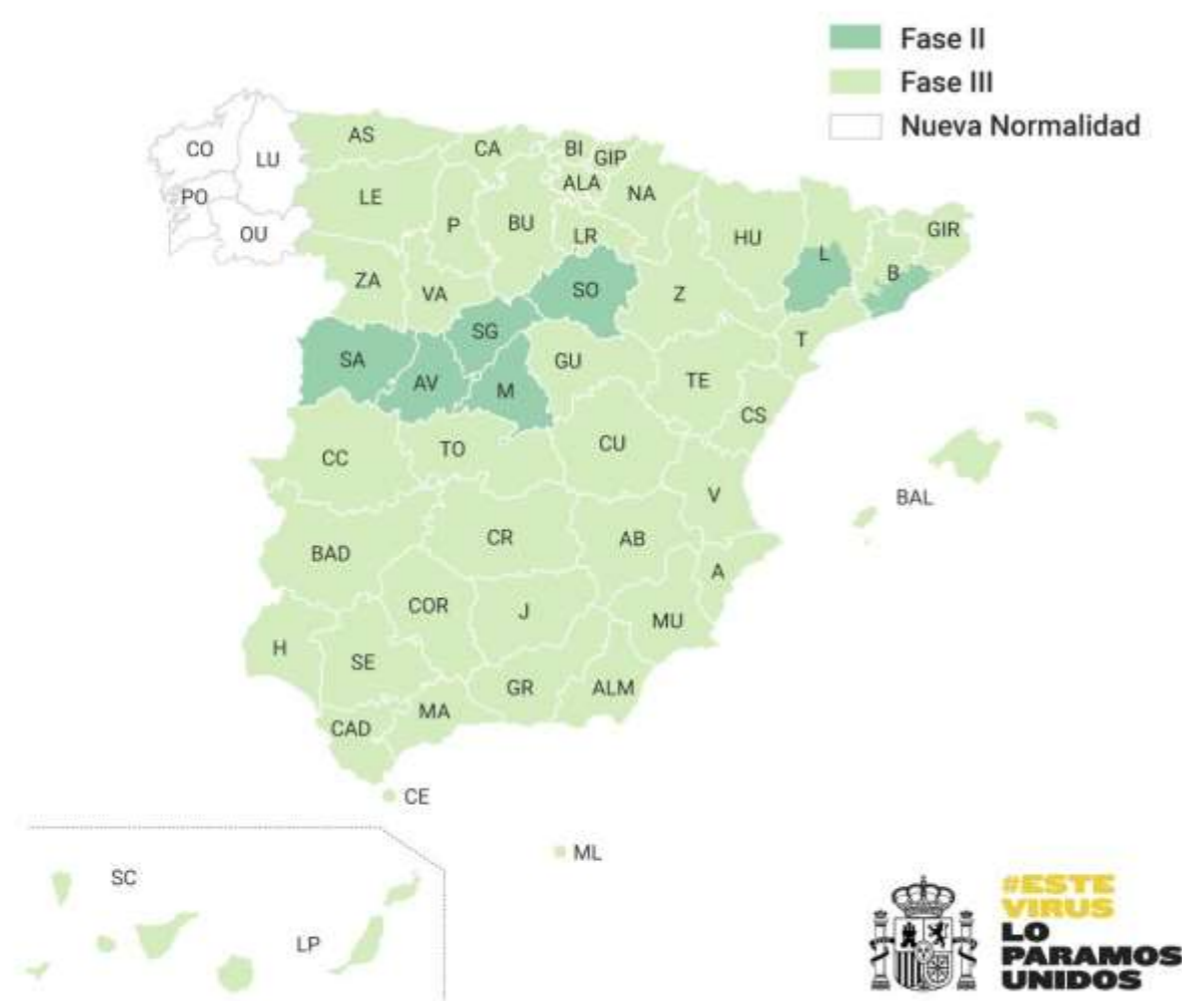 Fase II
Fase III
Nueva Normalidad
CO
LU
PO
OU
AS
CA
BI
GIP
ALA
NA
LE
P
BU
LR
HU
L
B
GIR
ZA
VA
SO
Z
SG
SA
AV
M
GU
T
TE
CS
CC
TO
CU
V
BAL
BAD
CR
AB
A
COR
J
MU
H
SE
GR
ALM
CAD
MA
CE
ML
SC
LP
#ESTE
VIRUS
LO
PARAMOS
UNIDOS